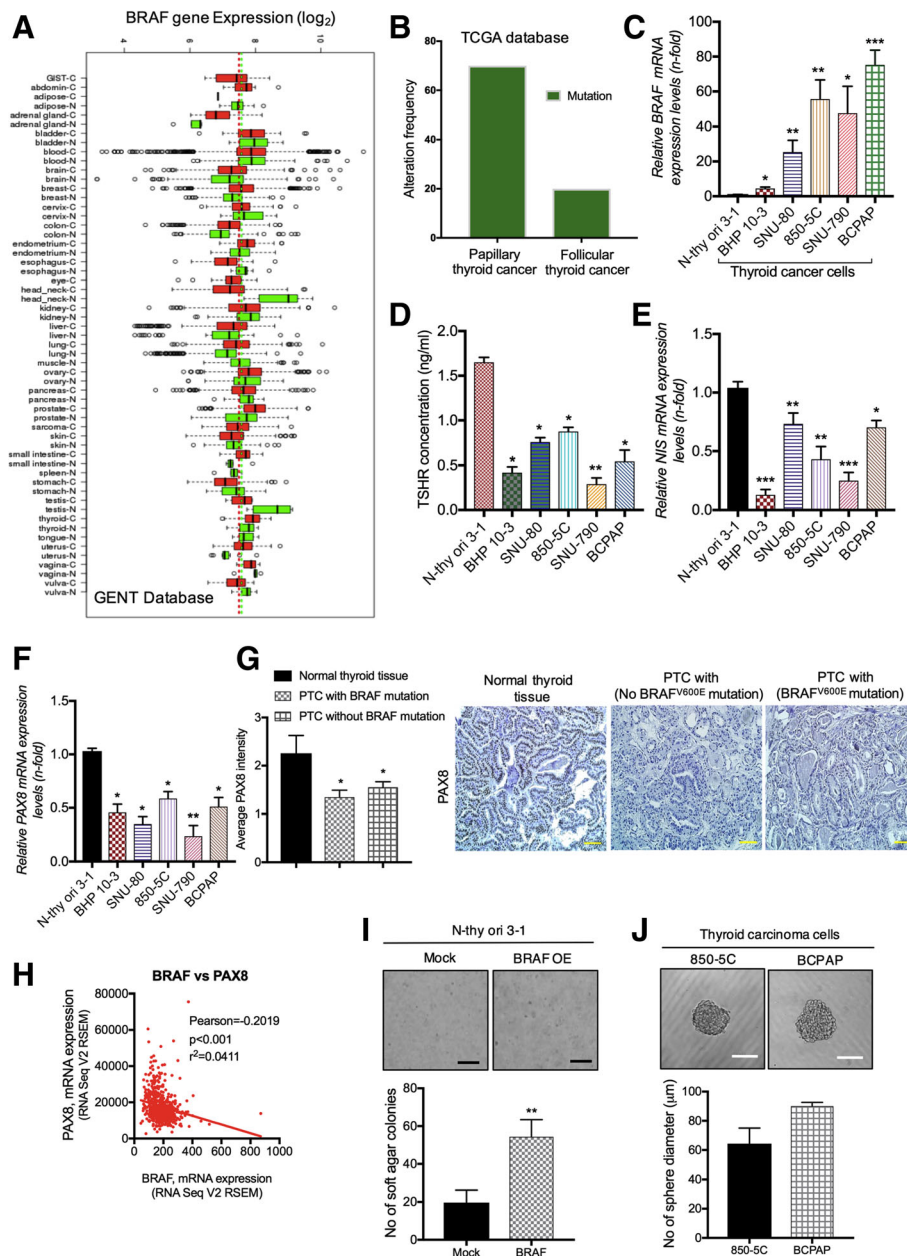 A
BRAF gene Expression (log2)
4
6
8
10
GIST-C
abdomen-C
adipose-C
adipose-N
adrenal gland-C
adrenal gland-N
bladder-C
bladder-N
blood-C
blood-N
brain-C
brain-N
breast-C
breast-N
cervix-C
cervix-N
colon-C
colon-N
endometrium-C
endometrium-N
esophagus-C
esophagus-N
eye-C
head_neck-C
head_neck-N
kidney-C
kidney-N
liver-C
liver-N
lung-C
lung-N
muscle-N
ovary-C
ovary-N
pancreas-C
pancreas-N
prostate-C
prostate-N
sarcoma-C
skin-C
skin-N
small intestine-C
small intestine-N
spleen-N
stomach-C
stomach-N
testis-C
testis-N
thyroid-C
thyroid-N
tongue-C
uterus-C
uterus-N
vagina-C
vagina-N
vulva-C
vulva-N
GENT Database
B
TCGA database
Alteration frequency
80
60
40
20
0
Mutation
Papillary
thyroid cancer
Follicular
thyroid cancer
C
Relative BRAF mRNA
expression levels (n-fold)
100
80
60
40
20
0
*
**
**
*
***
N-thy ori 3-1
BHP 10-3
SNU-80
850-5C
SNU-790
BCPAP
Thyroid cancer cells
D
TSHR concentration (ng/ml)
2.0
1.5
1.0
0.5
0.0
*
*
*
**
*
N-thy ori 3-1
BHP 10-3
SNU-80
850-5C
SNU-790
BCPAP
E
Relative NIS mRNA expression
levels (n-fold)
1.5
1.0
0.5
0.0
***
**
**
***
*
N-thy ori 3-1
BHP 10-3
SNU-80
850-5C
SNU-790
BCPAP
F
Relative PAX8 mRNA expression
levels (n-fold)
1.5
1.0
0.5
0.0
*
*
*
**
*
N-thy ori 3-1
BHP 10-3
SNU-80
850-5C
SNU-790
BCPAP
G
Normal thyroid tissue
PTC with BRAF mutation
PTC without BRAF mutation
Average PAX8 intensity
3
2
1
0
*
*
Normal thyroid
tissue
PTC with
(No BRAFV600E mutation)
PTC with
(BRAFV600E mutation)
PAX8
H
BRAF vs PAX8
PAX8, mRNA expression
(RNA Seq V2 RSEM)
80000
60000
40000
20000
0
Pearson=-0.2019
p<0.001
r2=0.0411
0 200 400 600 800 1000
BRAF, mRNA expression
(RNA Seq V2 RSEM)
I
N-thy ori 3-1
Mock
BRAF OE
No of soft agar colonies
80
60
40
20
0
**
Mock
BRAF
J
Thyroid carcinoma cells
850-5C
BCPAP
No of sphere diameter (μm)
100
80
60
40
20
0
850-5C
BCPAP